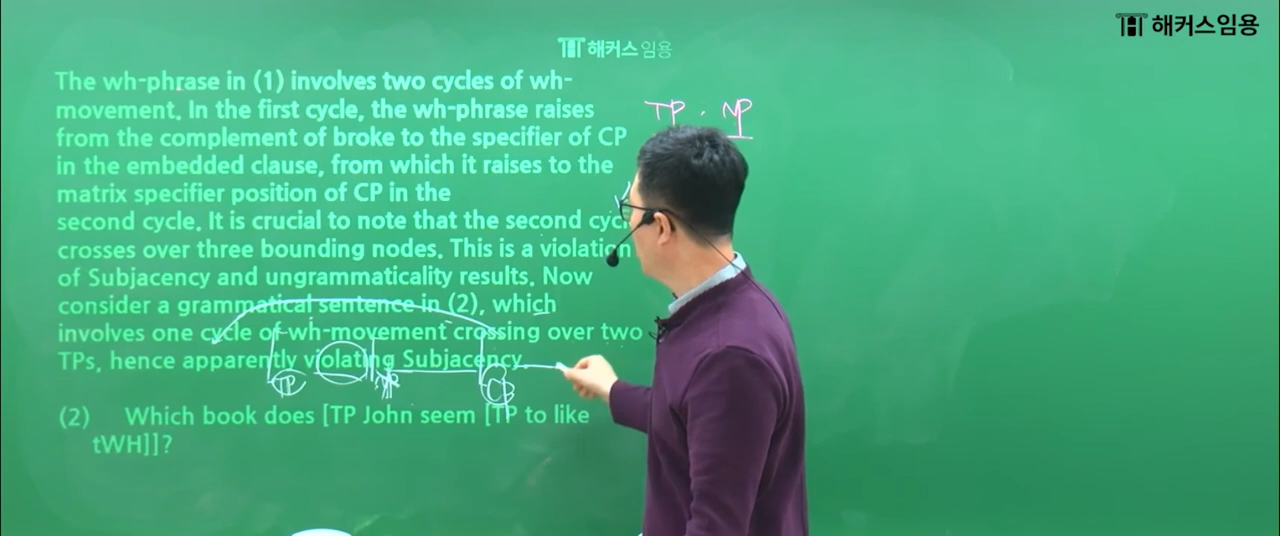 해커스임용
해커스임용
The wh-phrase in (1) involves two cycles of wh-
movement. In the first cycle, the wh-phrase raises
from the complement of broke to the specifier of CP
in the embedded clause, from which it raises to the
matrix specifier position of CP in the
second cycle. It is crucial to note that the second cycl
crosses over three bounding nodes. This is a violation
of Subjacency and ungrammaticality results. Now
consider a grammatical sentence in (2), which
involves one cycle of wh-movement crossing over two
TPs, hence apparently violating Subjacency
(2) Which book does [TP John seem [TP to like
tWH]]?
TP . NP
TP NP CP